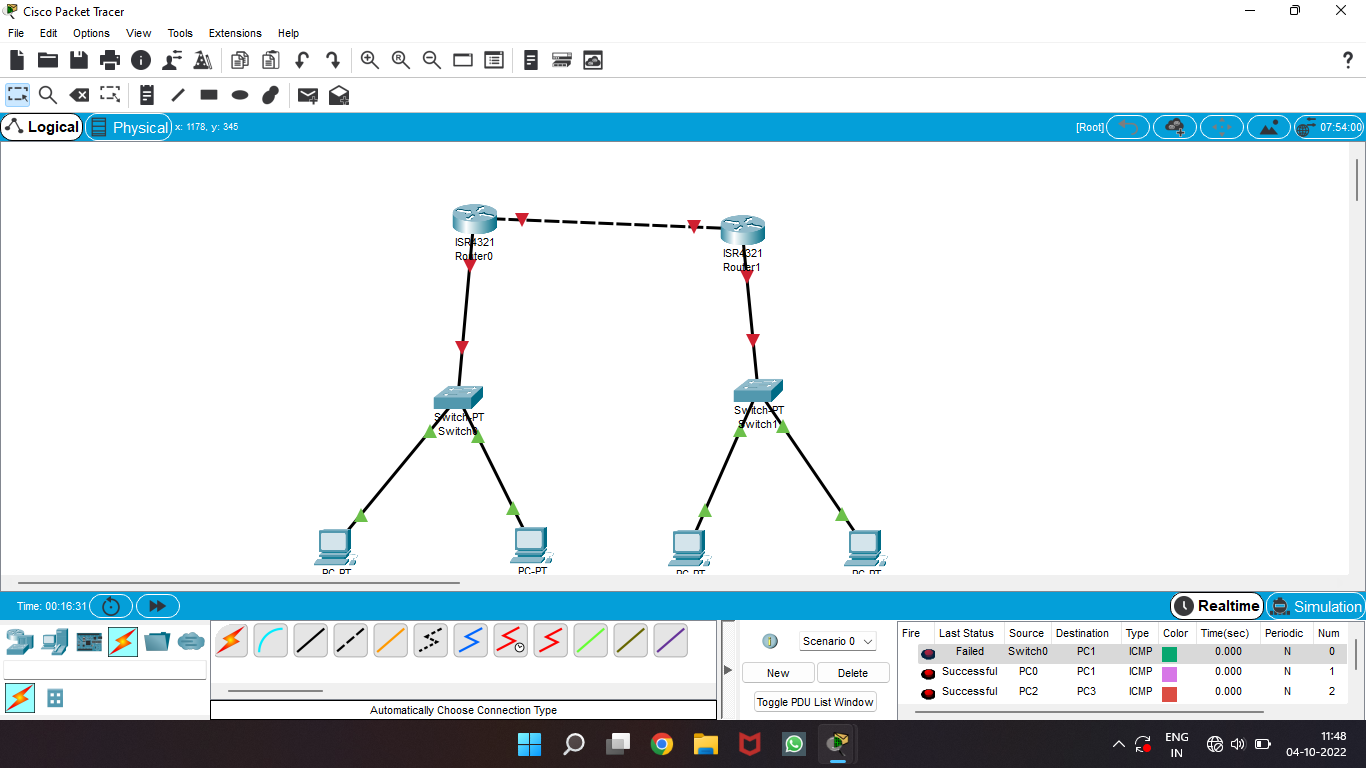 Cisco Packet Tracer
File Edit Options View Tools Extensions Help
?
Logical Physical x: 1178, y: 345 [Root] 07:54:00
ISR4321
Router0
ISR4321
Router1
Switch-PT
Switch0
Switch-PT
Switch1
PC-PT
PC-PT
PC-PT
PC-PT
Time: 00:16:31 Realtime Simulation
Scenario 0
New Delete
Toggle PDU List Window
Automatically Choose Connection Type
Fire Last Status Source Destination Type Color Time(sec) Periodic Num
Failed Switch0 PC1 ICMP 0.000 N 0
Successful PC0 PC1 ICMP 0.000 N 1
Successful PC2 PC3 ICMP 0.000 N 2
ENG
IN
11:48
04-10-2022